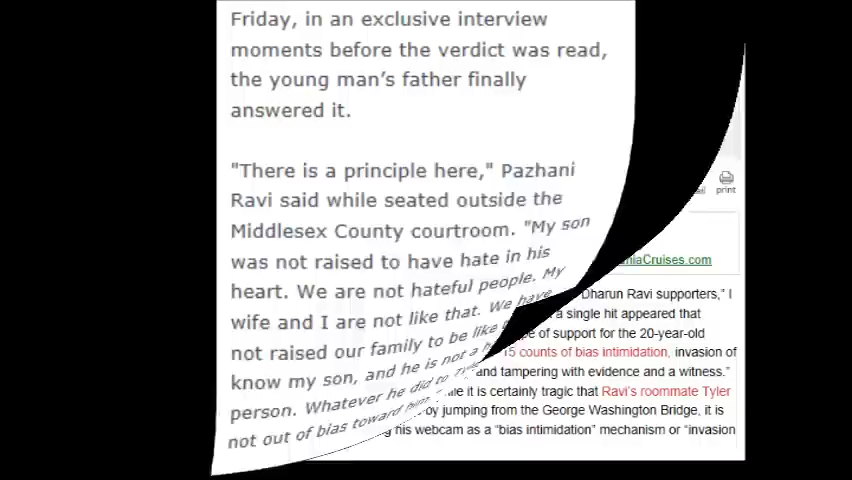 Friday, in an exclusive interview
moments before the verdict was read,
the young man's father finally
answered it.
"There is a principle here," Pazhani
Ravi said while seated outside the
Middlesex County courtroom. "My son
was not raised to have hate in his
heart. We are not hateful people. My
wife and I are not like that. We have
not raised our family to be like
know my son, and he is not a
person. Whatever he did to
not out of bias toward him
print
niaCruises.com
Dharun Ravi supporters," I
a single hit appeared that
of support for the 20-year-old
15 counts of bias intimidation, invasion of
and tampering with evidence and a witness."
it is certainly tragic that Ravi's roommate Tyler
by jumping from the George Washington Bridge, it is
his webcam as a "bias intimidation" mechanism or "invasion